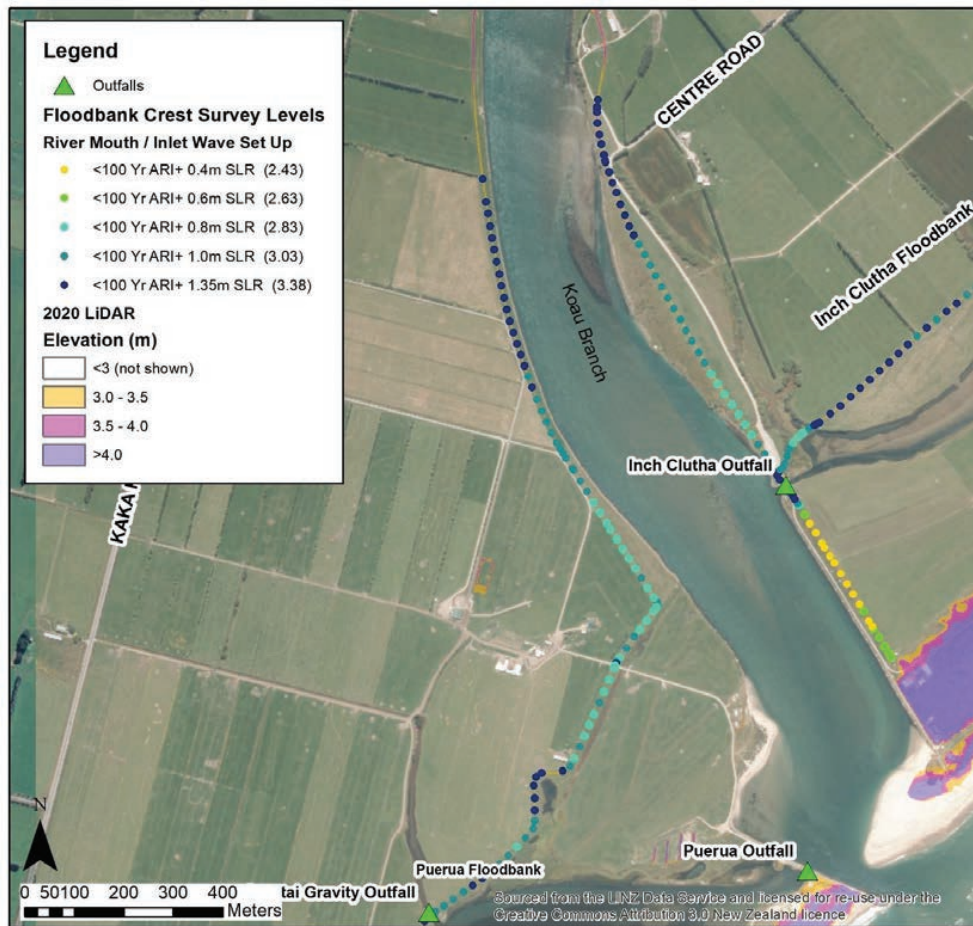 Legend
Outfalls
Floodbank Crest Survey Levels
River Mouth / Inlet Wave Set Up
<100 Yr ARI+ 0.4m SLR (2.43)
<100 Yr ARI+ 0.6m SLR (2.63)
<100 Yr ARI+ 0.8m SLR (2.83)
<100 Yr ARI+ 1.0m SLR (3.03)
<100 Yr ARI+ 1.35m SLR (3.38)
2020 LiDAR
Elevation (m)
<3 (not shown)
3.0 - 3.5
3.5 - 4.0
>4.0
CENTRE ROAD
Inch Clutha Floodbank
Koau Branch
Inch Clutha Outfall
KAKA
Puerua Outfall
Puerua Floodbank
tai Gravity Outfall
N
0 50 100 200 300 400
Meters
Sourced from the LINZ Data Service and licensed for re-use under the
Creative Commons Attribution 3.0 New Zealand licence